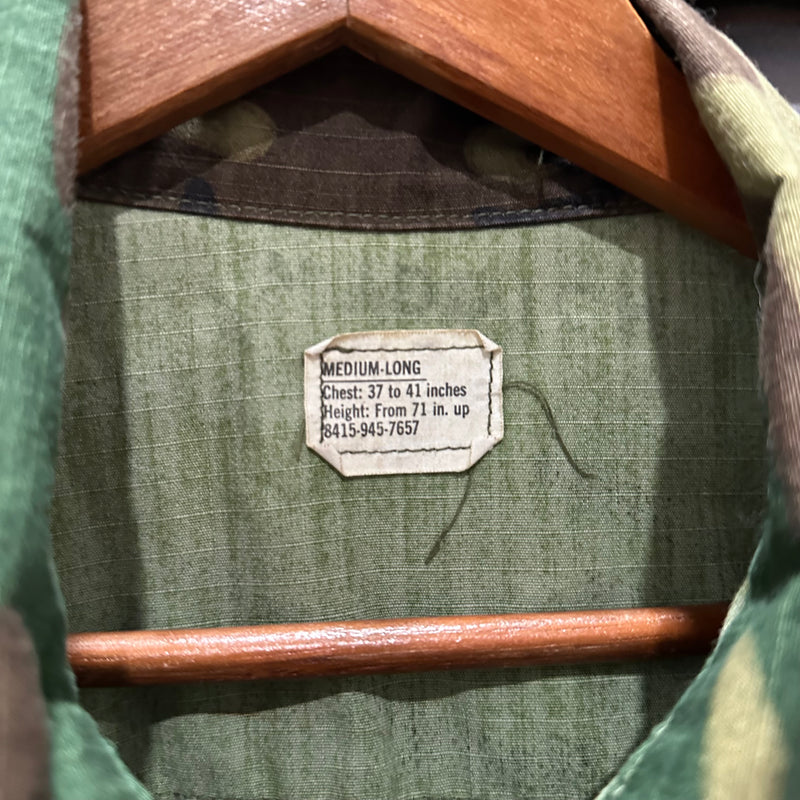 MEDIUM-LONG
Chest: 37 to 41 inches
Height: From 71 in. up
8415-945-7657